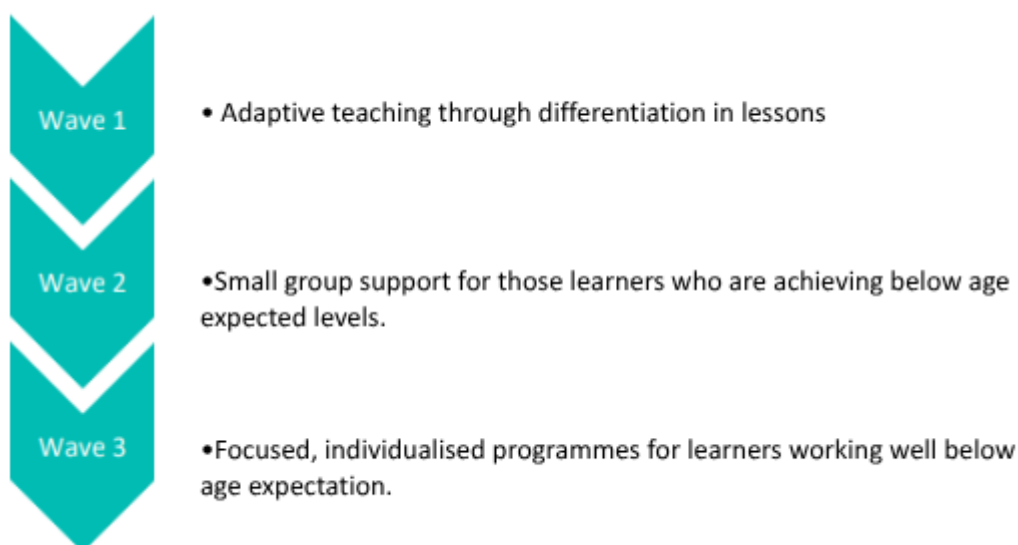 Wave 1
• Adaptive teaching through differentiation in lessons
Wave 2
•Small group support for those learners who are achieving below age
expected levels.
Wave 3
•Focused, individualised programmes for learners working well below
age expectation.